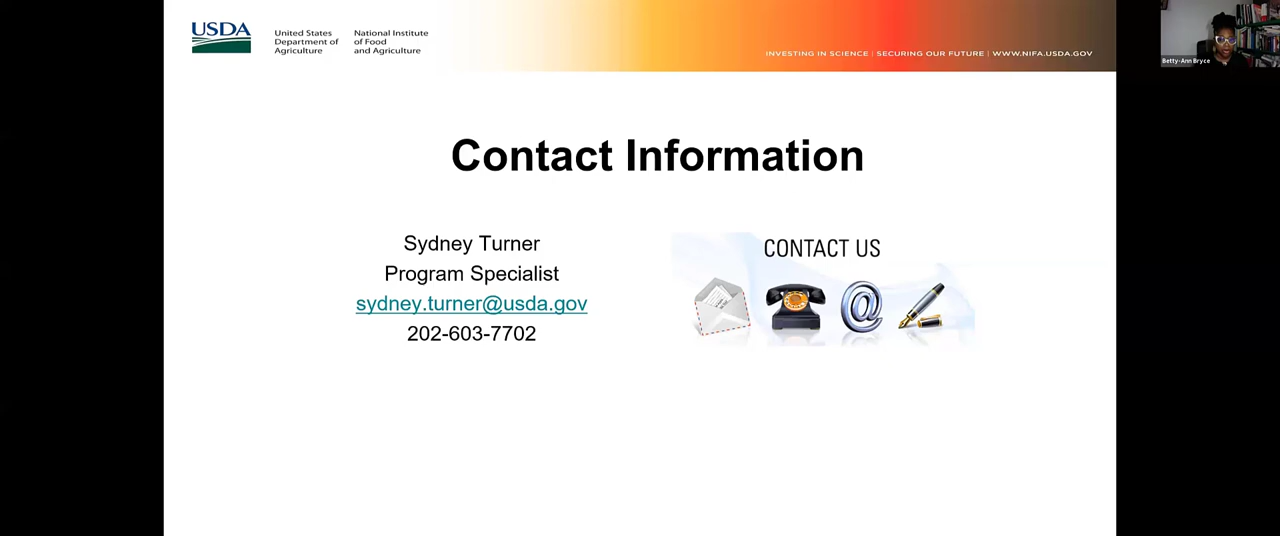 USDA
United States
Department of
Agriculture
National Institute
of Food
and Agriculture
INVESTING IN SCIENCE | SECURING OUR FUTURE | WWW.NIFA.USDA.GOV
Betty-Ann Bryce
Contact Information
Sydney Turner
Program Specialist
sydney.turner@usda.gov
202-603-7702
CONTACT US
@